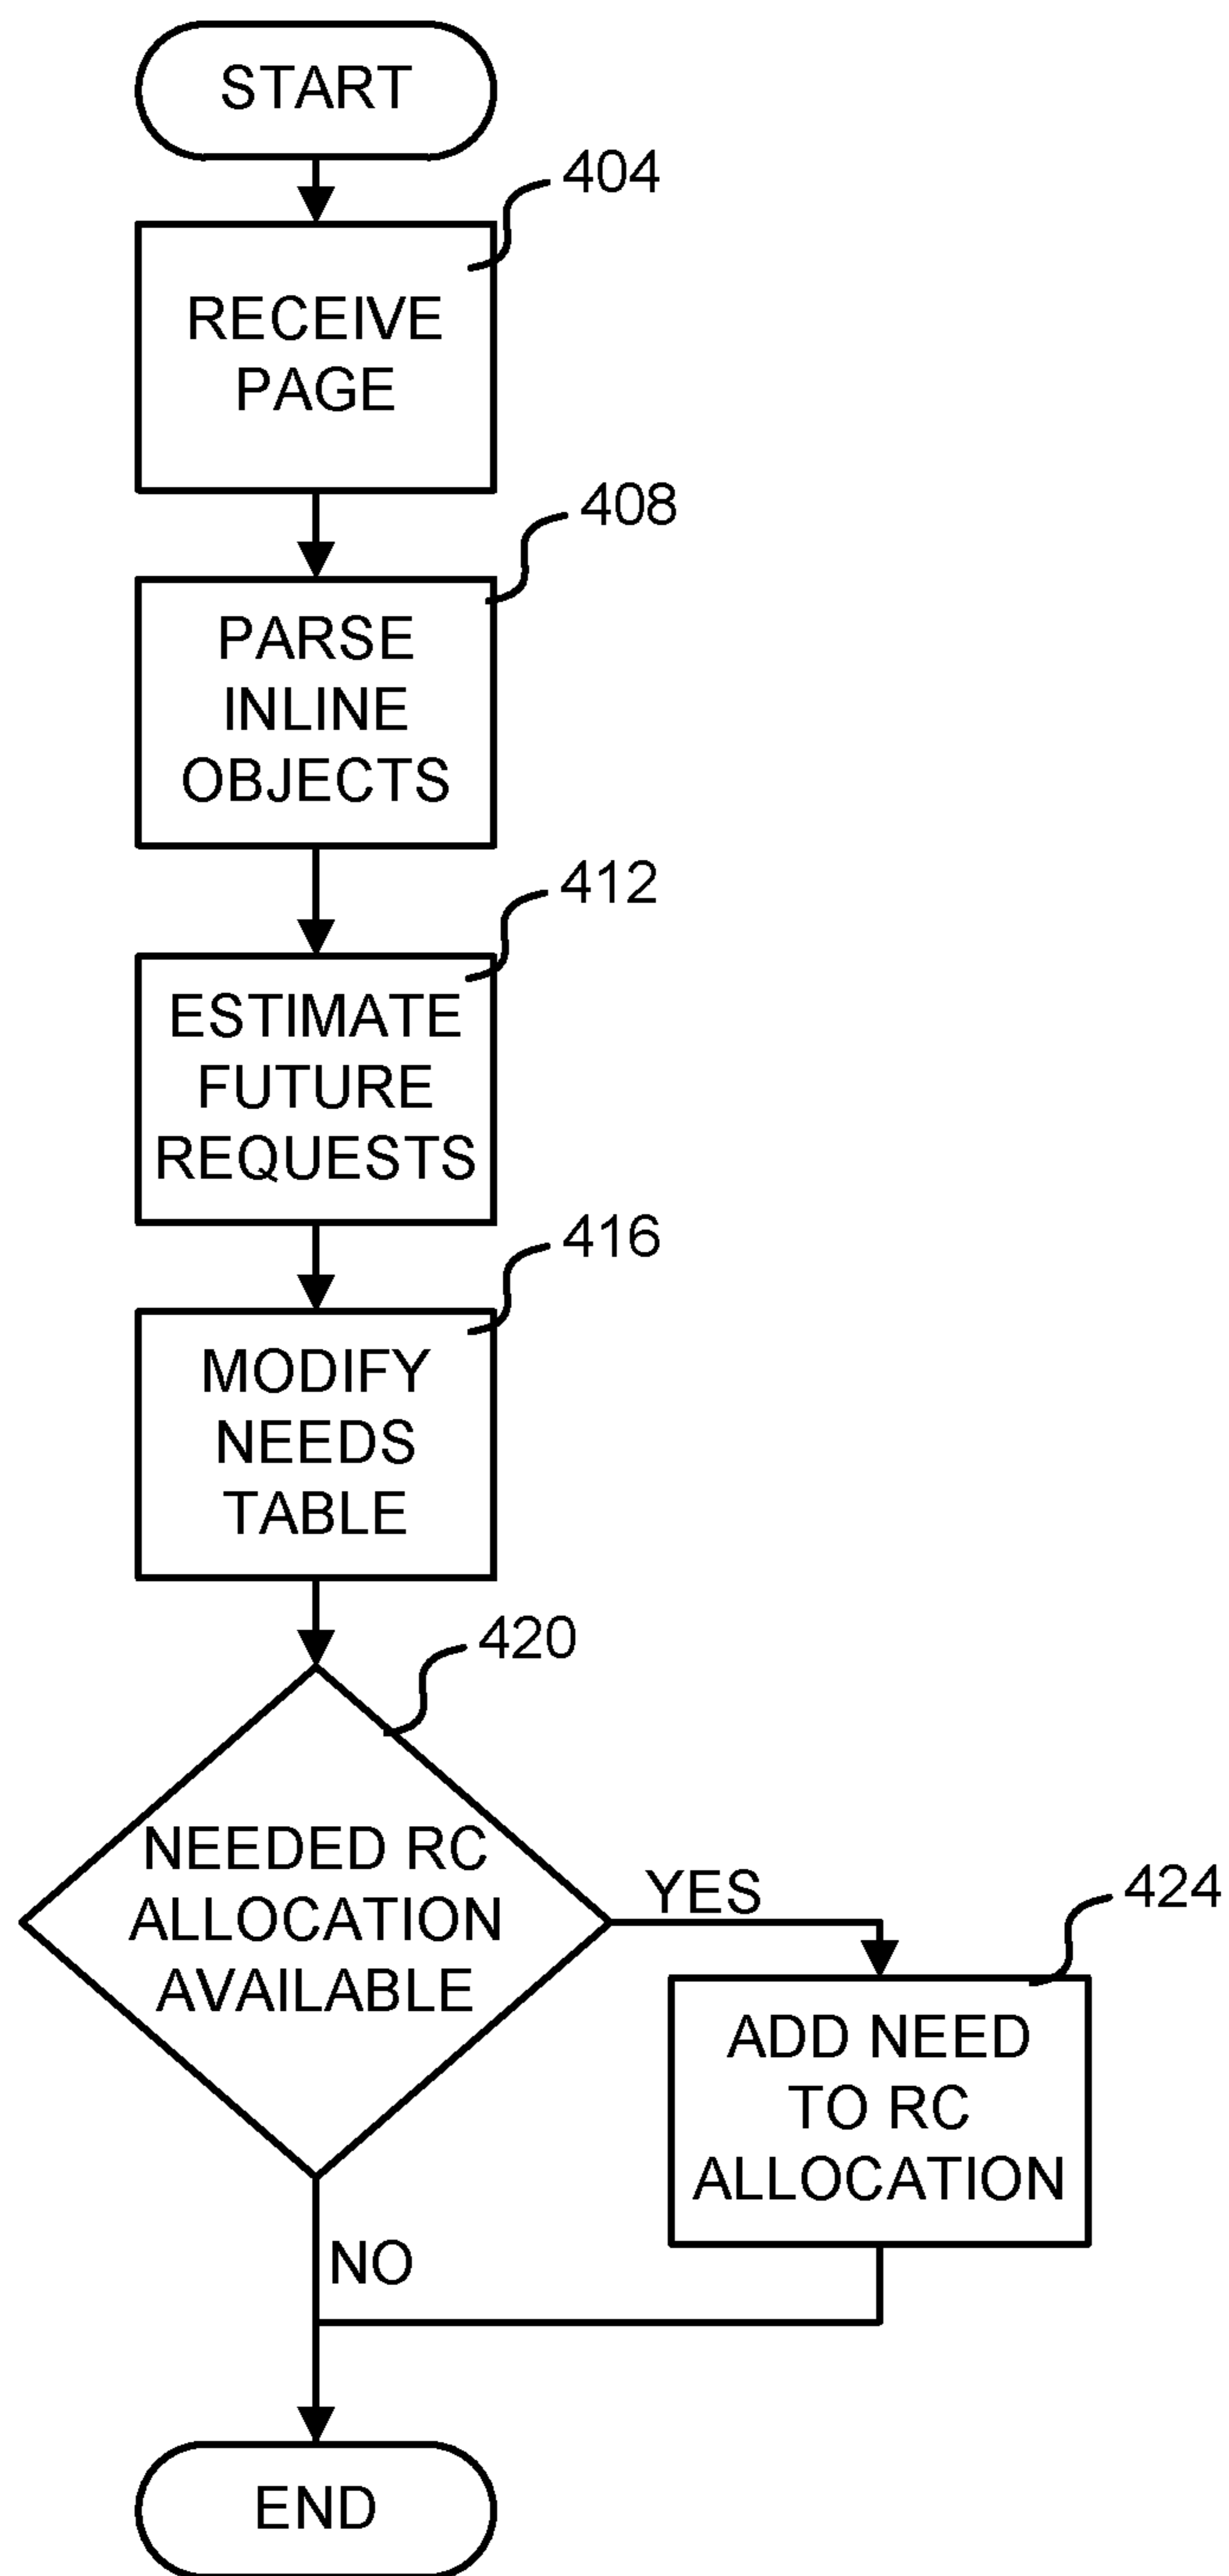 START
404
RECEIVE
PAGE
408
PARSE
INLINE
OBJECTS
412
ESTIMATE
FUTURE
REQUESTS
416
MODIFY
NEEDS
TABLE
420
NEEDED RC
ALLOCATION
AVAILABLE
YES
424
ADD NEED
TO RC
ALLOCATION
NO
END